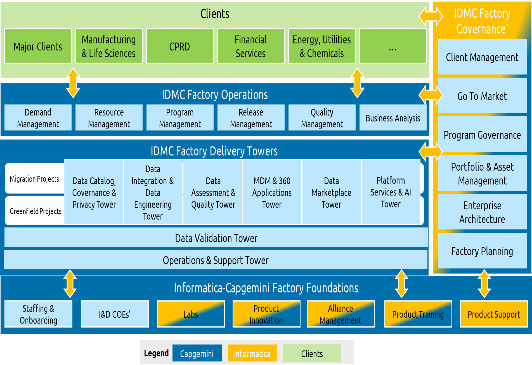 Clients
IDMC Factory
Governance
Major Clients
Manufacturing
& Life Sciences
CPRD
Financial
Services
Energy, Utilities
& Chemicals
...
Client Management
IDMC Factory Operations
Go To Market
Demand
Management
Resource
Management
Program
Management
Release
Management
Quality
Management
Business Analysis
Program Governance
IDMC Factory Delivery Towers
Migration Projects
Greenfield Projects
Data Catalog,
Governance &
Privacy Tower
Data
Integration &
Data
Engineering
Tower
Data
Assessment &
Quality Tower
MDM & 360
Applications
Tower
Data
Marketplace
Tower
Platform
Services & AI
Tower
Portfolio & Asset
Management
Enterprise
Architecture
Data Validation Tower
Factory Planning
Operations & Support Tower
Informatica-Capgemini Factory Foundations
Staffing &
Onboarding
I&D COEs'
Labs
Product
Innovation
Alliance
Management
Product Training
Product Support
Legend
Capgemini
Informatica
Clients